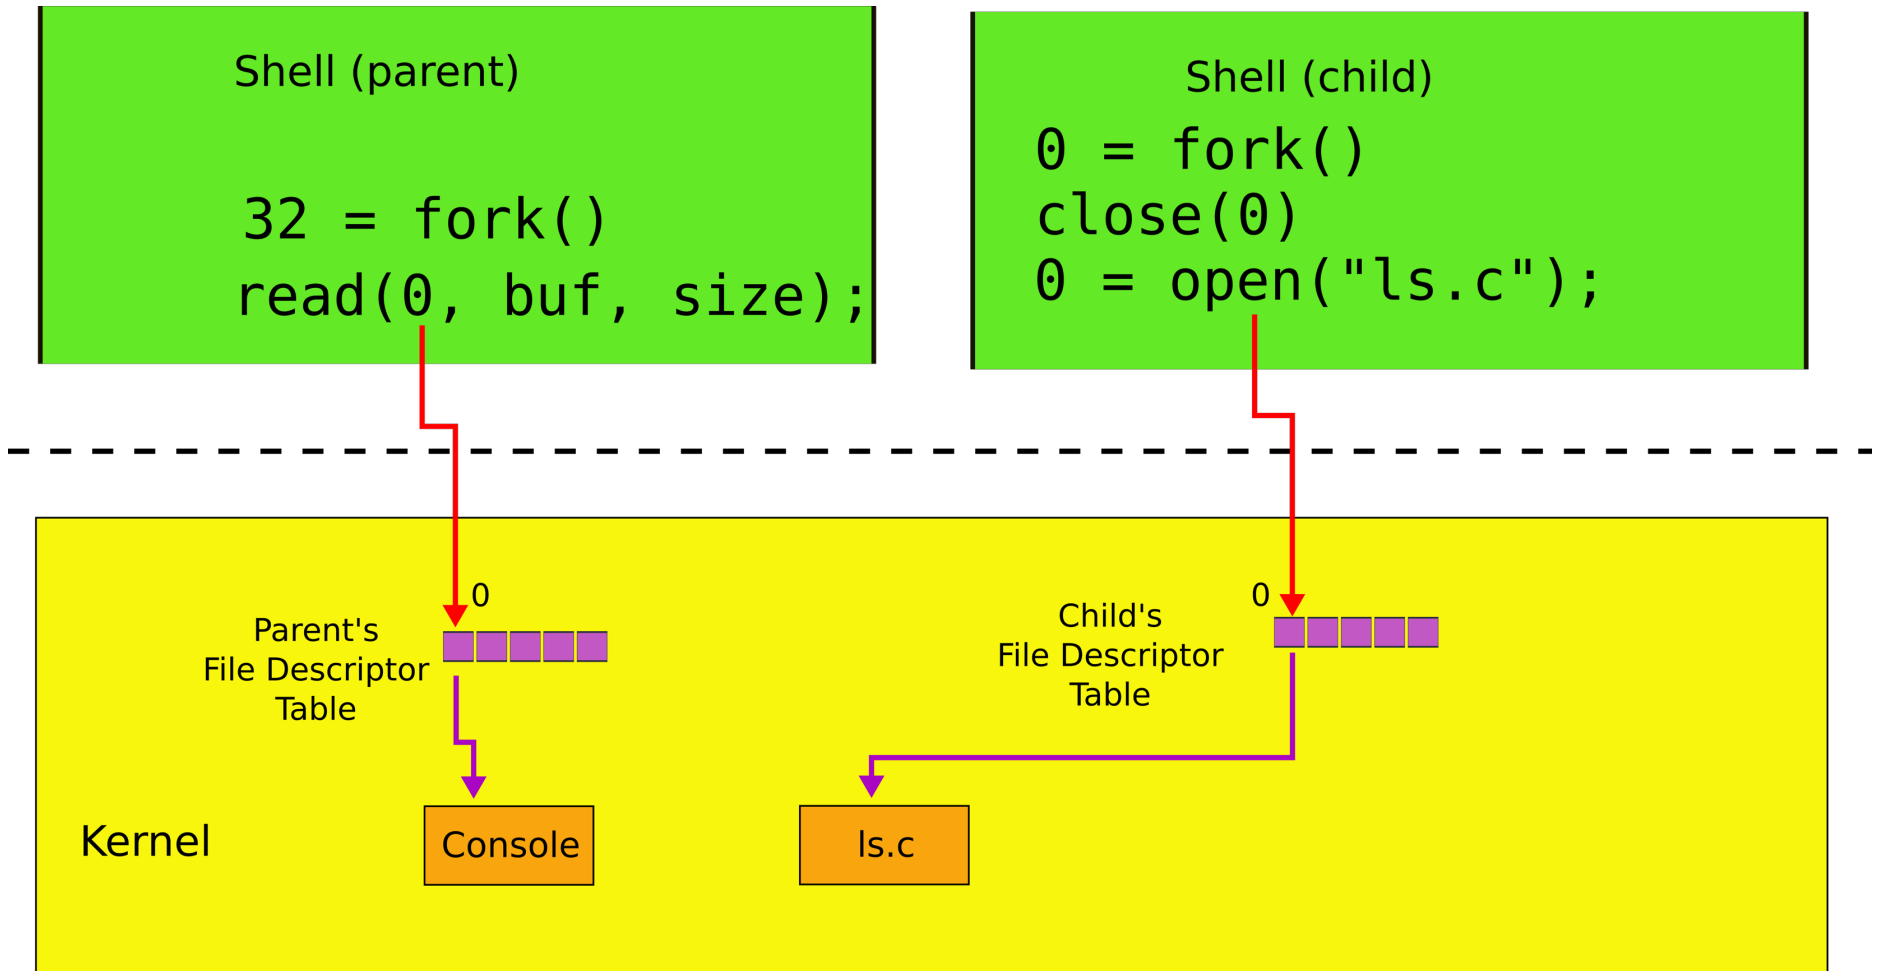 Shell (parent)
32 = fork()
read(0, buf, size);
Shell (child)
0 = fork()
close(0)
0 = open("ls.c");
0
Parent's
File Descriptor
Table
0
Child's
File Descriptor
Table
Kernel
Console
ls.c